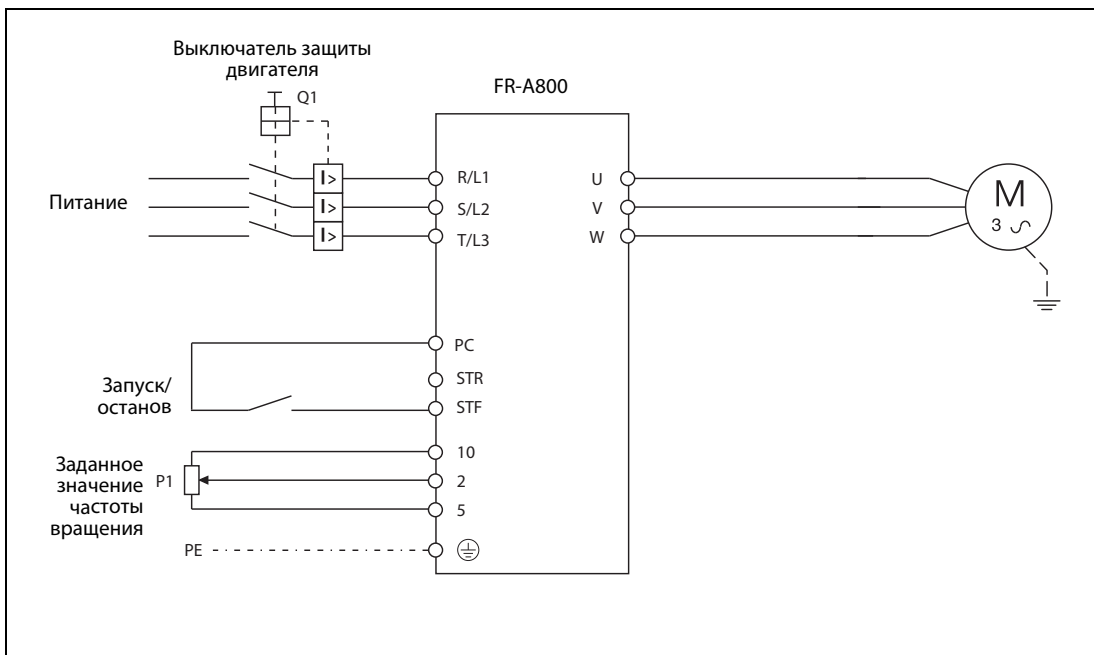 Выключатель защиты
двигателя
Q1
FR-A800
Питание
I>
I>
I>
R/L1
S/L2
T/L3
U
V
W
M
3
Запуск/
останов
PC
STR
STF
Заданное
значение
частоты
вращения
P1
10
2
5
PE